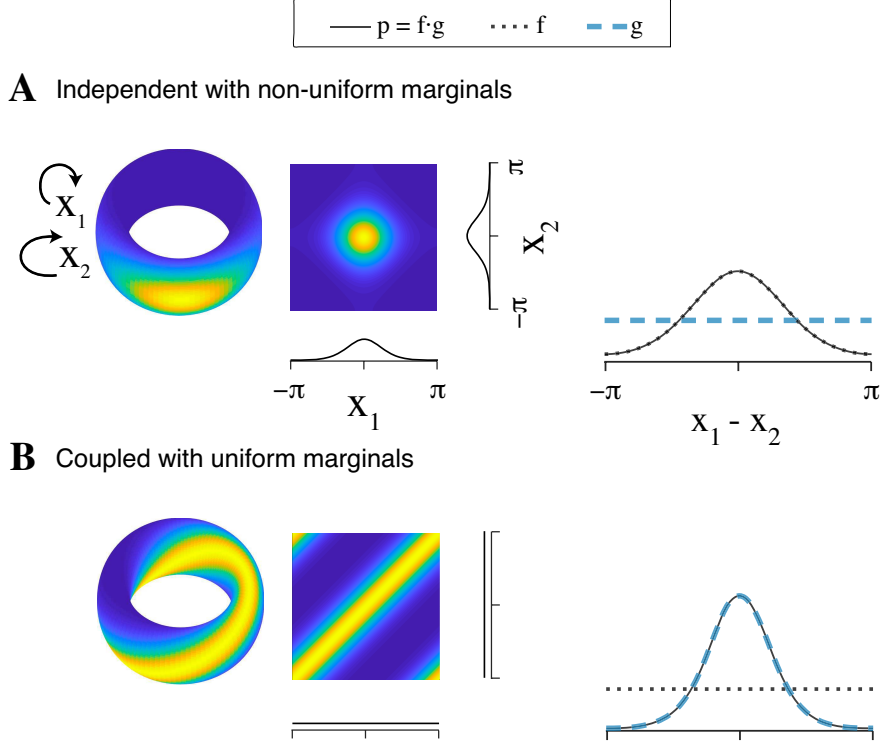 p = f·g f g
A Independent with non-uniform marginals
X1
X2
π
X2
−π
−π π
X1
−π π
X1 - X2
B Coupled with uniform marginals